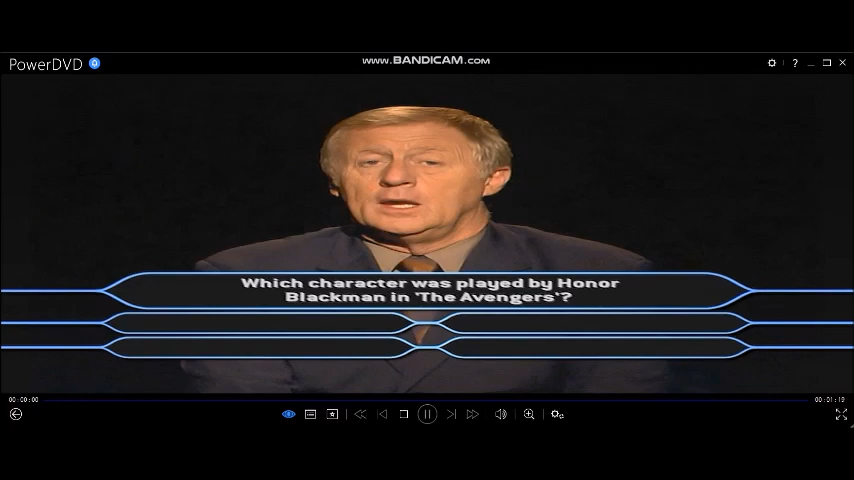 PowerDVD
www.BANDICAM.com
?
Which character was played by Honor
Blackman in 'The Avengers'?
00:00:00
00:01:19